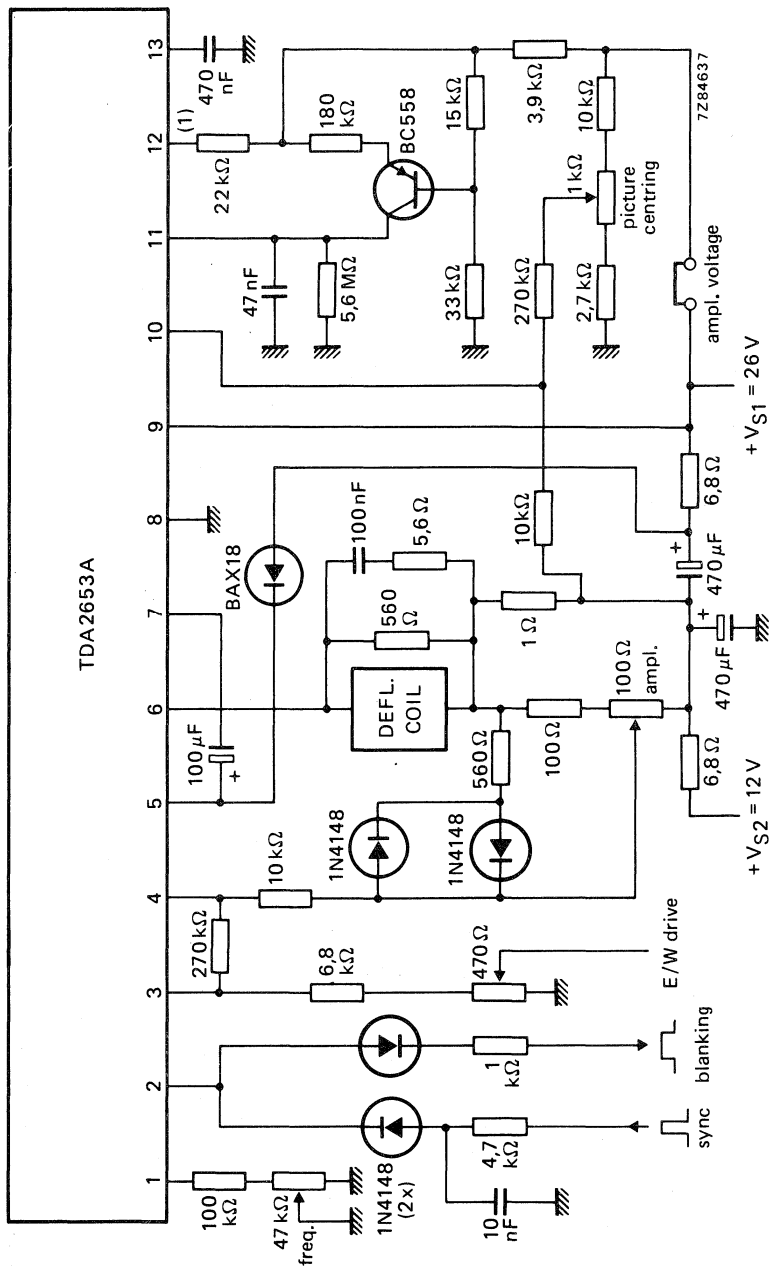 TDA2653A
1
2
3
4
5
6
7
8
9
10
11
12
13
(1)
100
kΩ
47 kΩ
freq.
1N4148
(2x)
10
nF
4,7
kΩ
sync
1
kΩ
blanking
270 kΩ
6,8
kΩ
470 Ω
E/W drive
10 kΩ
1N4148
1N4148
100 µF
+
560 Ω
DEFL.
COIL
560
Ω
100 nF
5,6 Ω
BAX18
100 Ω
100 Ω
ampl.
1 Ω
10 kΩ
6,8 Ω
+VS2 = 12 V
470 µF
+
470 µF
+
6,8 Ω
+VS1 = 26 V
47 nF
5,6 MΩ
22 kΩ
180
kΩ
BC558
470
nF
33 kΩ
15 kΩ
270 kΩ
3,9 kΩ
2,7 kΩ
1 kΩ
picture
centring
10 kΩ
ampl. voltage
7Z84637